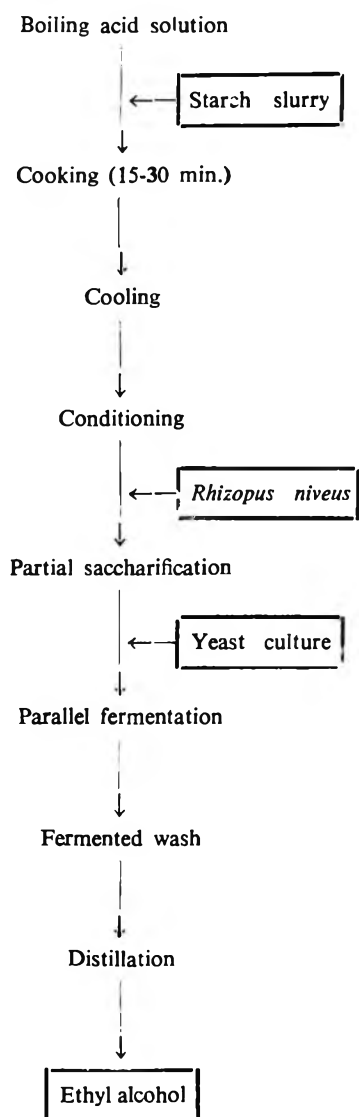 Boiling acid solution
Starch slurry
Cooking (15-30 min.)
Cooling
Conditioning
Rhizopus niveus
Partial saccharification
Yeast culture
Parallel fermentation
Fermented wash
Distillation
Ethyl alcohol